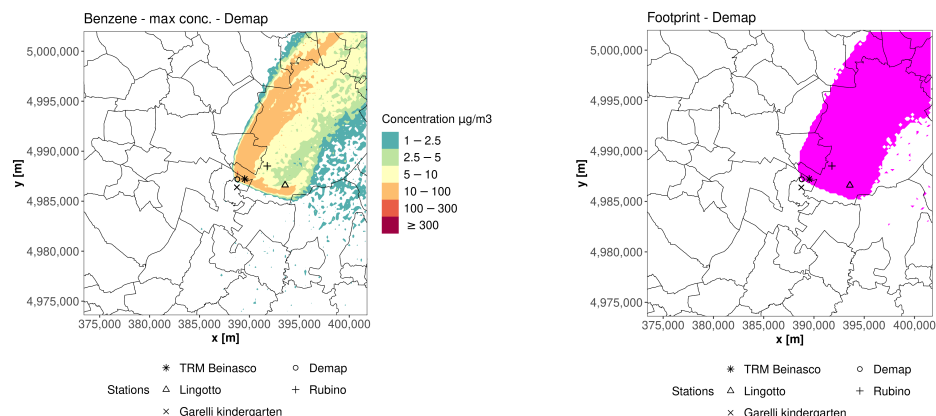 Benzene - max conc. - Demap
5,000,000
4,995,000
4,990,000
4,985,000
4,980,000
4,975,000
y [m]
375,000 380,000 385,000 390,000 395,000 400,000
x [m]
Concentration µg/m3
1 – 2.5
2.5 – 5
5 – 10
10 – 100
100 – 300
≥ 300
Stations
TRM Beinasco
Lingotto
Garelli kindergarten
Demap
Rubino
Footprint - Demap
5,000,000
4,995,000
4,990,000
4,985,000
4,980,000
4,975,000
y [m]
375,000 380,000 385,000 390,000 395,000 400,000
x [m]
Stations
TRM Beinasco
Lingotto
Garelli kindergarten
Demap
Rubino